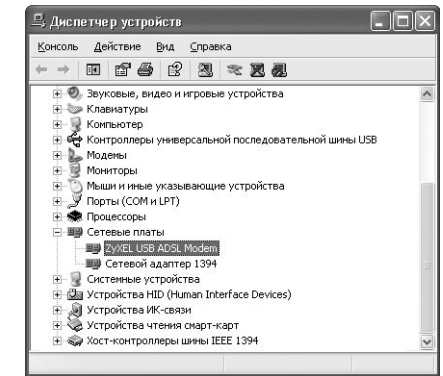 Диспетчер устройств
Консоль Действие Вид Справка
Звуковые, видео и игровые устройства
Клавиатуры
Компьютер
Контроллеры универсальной последовательной шины USB
Модемы
Мониторы
Мыши и иные указывающие устройства
Порты (COM и LPT)
Процессоры
Сетевые платы
ZyXEL USB ADSL Modem
Сетевой адаптер 1394
Системные устройства
Устройства HID (Human Interface Devices)
Устройства ИК-связи
Устройства чтения смарт-карт
Хост-контроллеры шины IEEE 1394